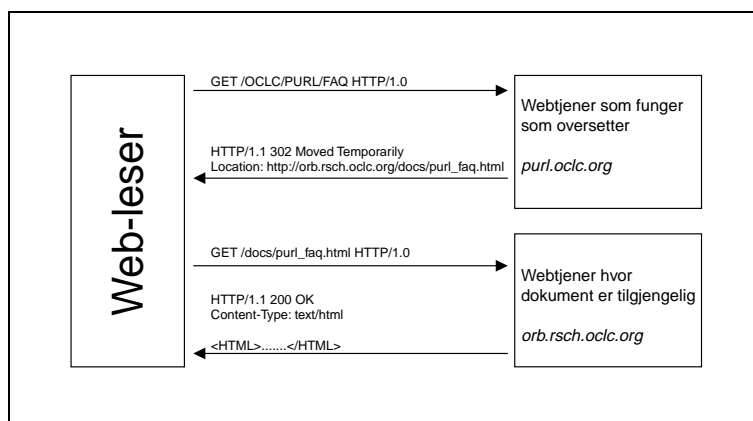 Web-leser
GET /OCLC/PURL/FAQ HTTP/1.0
HTTP/1.1 302 Moved Temporarily
Location: http://orb.rsch.oclc.org/docs/purl_faq.html
Webtjener som funger
som oversetter
purl.oclc.org
GET /docs/purl_faq.html HTTP/1.0
HTTP/1.1 200 OK
Content-Type: text/html
<HTML>.......</HTML>
Webtjener hvor
dokument er tilgjengelig
orb.rsch.oclc.org